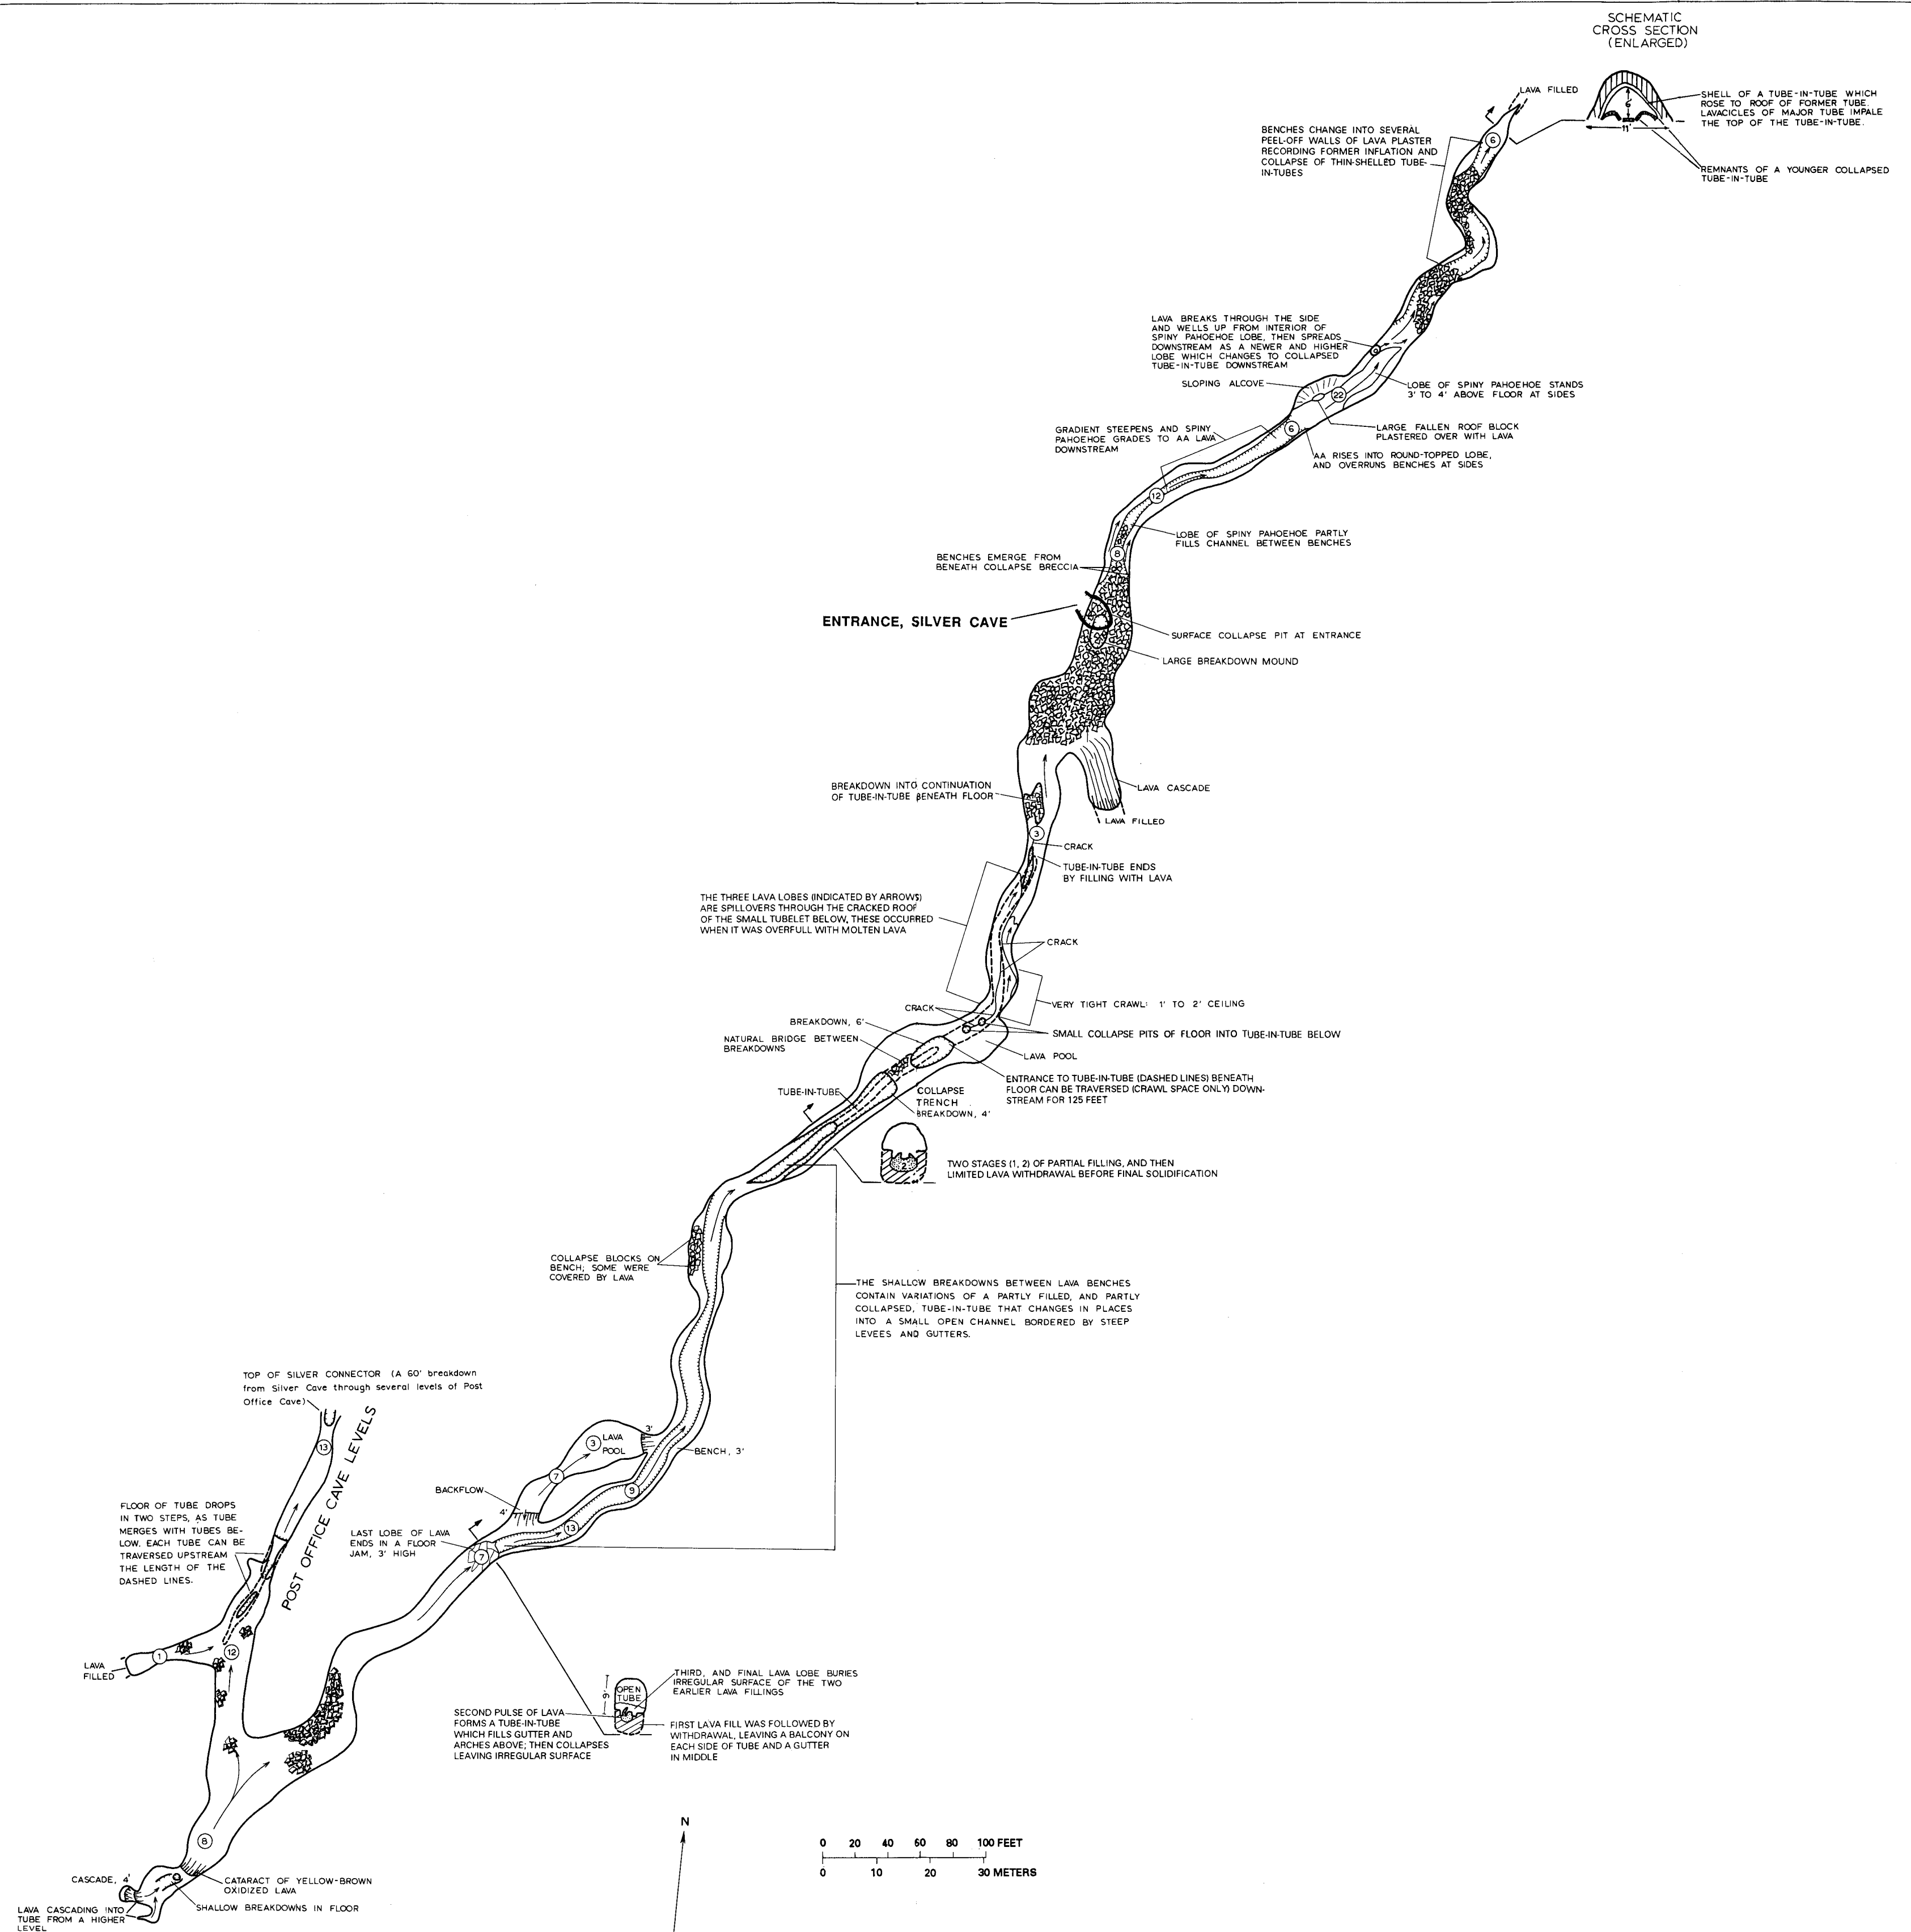 SCHEMATIC
CROSS SECTION
(ENLARGED)
LAVA FILLED
6'
11'
SHELL OF A TUBE-IN-TUBE WHICH
ROSE TO ROOF OF FORMER TUBE.
LAVACICLES OF MAJOR TUBE IMPALE
THE TOP OF THE TUBE-IN-TUBE.
REMNANTS OF A YOUNGER COLLAPSED
TUBE-IN-TUBE
BENCHES CHANGE INTO SEVERAL
PEEL-OFF WALLS OF LAVA PLASTER
RECORDING FORMER INFLATION AND
COLLAPSE OF THIN-SHELLED TUBE-
IN-TUBES
6
LAVA BREAKS THROUGH THE SIDE
AND WELLS UP FROM INTERIOR OF
SPINY PAHOEHOE LOBE, THEN SPREADS
DOWNSTREAM AS A NEWER AND HIGHER
LOBE WHICH CHANGES TO COLLAPSED
TUBE-IN-TUBE DOWNSTREAM
SLOPING ALCOVE
22
LOBE OF SPINY PAHOEHOE STANDS
3' TO 4' ABOVE FLOOR AT SIDES
GRADIENT STEEPENS AND SPINY
PAHOEHOE GRADES TO AA LAVA
DOWNSTREAM
6
LARGE FALLEN ROOF BLOCK
PLASTERED OVER WITH LAVA
AA RISES INTO ROUND-TOPPED LOBE,
AND OVERRUNS BENCHES AT SIDES
12
LOBE OF SPINY PAHOEHOE PARTLY
FILLS CHANNEL BETWEEN BENCHES
8
BENCHES EMERGE FROM
BENEATH COLLAPSE BRECCIA
ENTRANCE, SILVER CAVE
SURFACE COLLAPSE PIT AT ENTRANCE
LARGE BREAKDOWN MOUND
BREAKDOWN INTO CONTINUATION
OF TUBE-IN-TUBE BENEATH FLOOR
LAVA CASCADE
LAVA FILLED
3
CRACK
TUBE-IN-TUBE ENDS
BY FILLING WITH LAVA
THE THREE LAVA LOBES (INDICATED BY ARROWS)
ARE SPILLOVERS THROUGH THE CRACKED ROOF
OF THE SMALL TUBELET BELOW, THESE OCCURRED
WHEN IT WAS OVERFULL WITH MOLTEN LAVA
CRACK
VERY TIGHT CRAWL: 1' TO 2' CEILING
CRACK
BREAKDOWN, 6'
SMALL COLLAPSE PITS OF FLOOR INTO TUBE-IN-TUBE BELOW
NATURAL BRIDGE BETWEEN
BREAKDOWNS
LAVA POOL
ENTRANCE TO TUBE-IN-TUBE (DASHED LINES) BENEATH
FLOOR CAN BE TRAVERSED (CRAWL SPACE ONLY) DOWN-
STREAM FOR 125 FEET
TUBE-IN-TUBE
COLLAPSE
TRENCH
BREAKDOWN, 4'
2
TWO STAGES (1, 2) OF PARTIAL FILLING, AND THEN
LIMITED LAVA WITHDRAWAL BEFORE FINAL SOLIDIFICATION
COLLAPSE BLOCKS ON
BENCH; SOME WERE
COVERED BY LAVA
THE SHALLOW BREAKDOWNS BETWEEN LAVA BENCHES
CONTAIN VARIATIONS OF A PARTLY FILLED, AND PARTLY
COLLAPSED, TUBE-IN-TUBE THAT CHANGES IN PLACES
INTO A SMALL OPEN CHANNEL BORDERED BY STEEP
LEVEES AND GUTTERS.
TOP OF SILVER CONNECTOR (A 60' breakdown
from Silver Cave through several levels of Post
Office Cave)
13
POST OFFICE CAVE LEVELS
3
LAVA
POOL
3'
BENCH, 3'
7
9
BACKFLOW
4'
13
FLOOR OF TUBE DROPS
IN TWO STEPS, AS TUBE
MERGES WITH TUBES BE-
LOW. EACH TUBE CAN BE
TRAVERSED UPSTREAM
THE LENGTH OF THE
DASHED LINES.
LAST LOBE OF LAVA
ENDS IN A FLOOR
JAM, 3' HIGH
7
1
12
LAVA
FILLED
9'
OPEN
TUBE
THIRD, AND FINAL LAVA LOBE BURIES
IRREGULAR SURFACE OF THE TWO
EARLIER LAVA FILLINGS
SECOND PULSE OF LAVA
FORMS A TUBE-IN-TUBE
WHICH FILLS GUTTER AND
ARCHES ABOVE; THEN COLLAPSES
LEAVING IRREGULAR SURFACE
FIRST LAVA FILL WAS FOLLOWED BY
WITHDRAWAL, LEAVING A BALCONY ON
EACH SIDE OF TUBE AND A GUTTER
IN MIDDLE
8
CASCADE, 4'
CATARACT OF YELLOW-BROWN
OXIDIZED LAVA
SHALLOW BREAKDOWNS IN FLOOR
LAVA CASCADING INTO
TUBE FROM A HIGHER
LEVEL
N
0 20 40 60 80 100 FEET
0 10 20 30 METERS